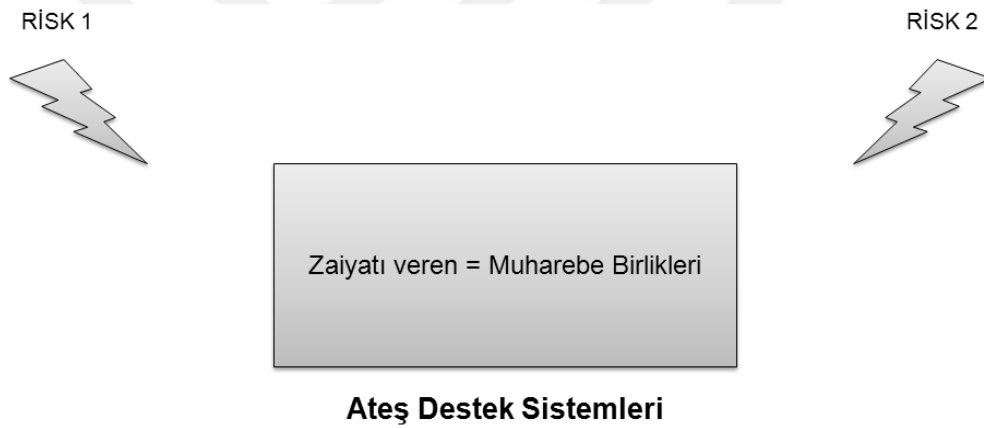 RİSK 1
RİSK 2
Zaiyatı veren = Muharebe Birlikleri
Ateş Destek Sistemleri